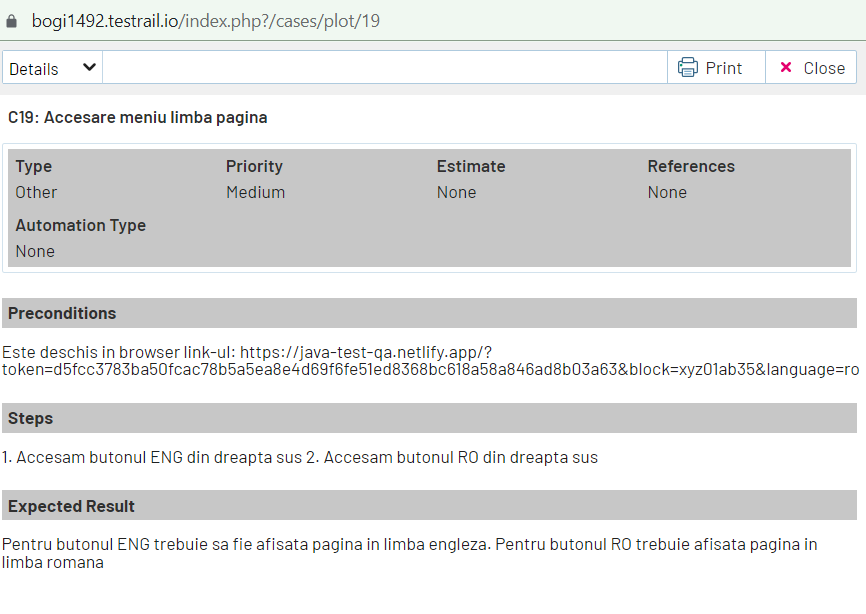 bogi1492.testrail.io/index.php?/cases/plot/19
Details Print Close
C19: Accesare meniu limba pagina
Type Priority Estimate References
Other Medium None None
Automation Type
None
Preconditions
Este deschis in browser link-ul: https://java-test-qa.netlify.app/?
token=d5fcc3783ba50fcac78b5a5ea8e4d69f6fe51ed8368bc618a58a846ad8b03a63&block=xyz01ab35&language=ro
Steps
1. Accesam butonul ENG din dreapta sus 2. Accesam butonul RO din dreapta sus
Expected Result
Pentru butonul ENG trebuie sa fie afisata pagina in limba engleza. Pentru butonul RO trebuie afisata pagina in
limba romana